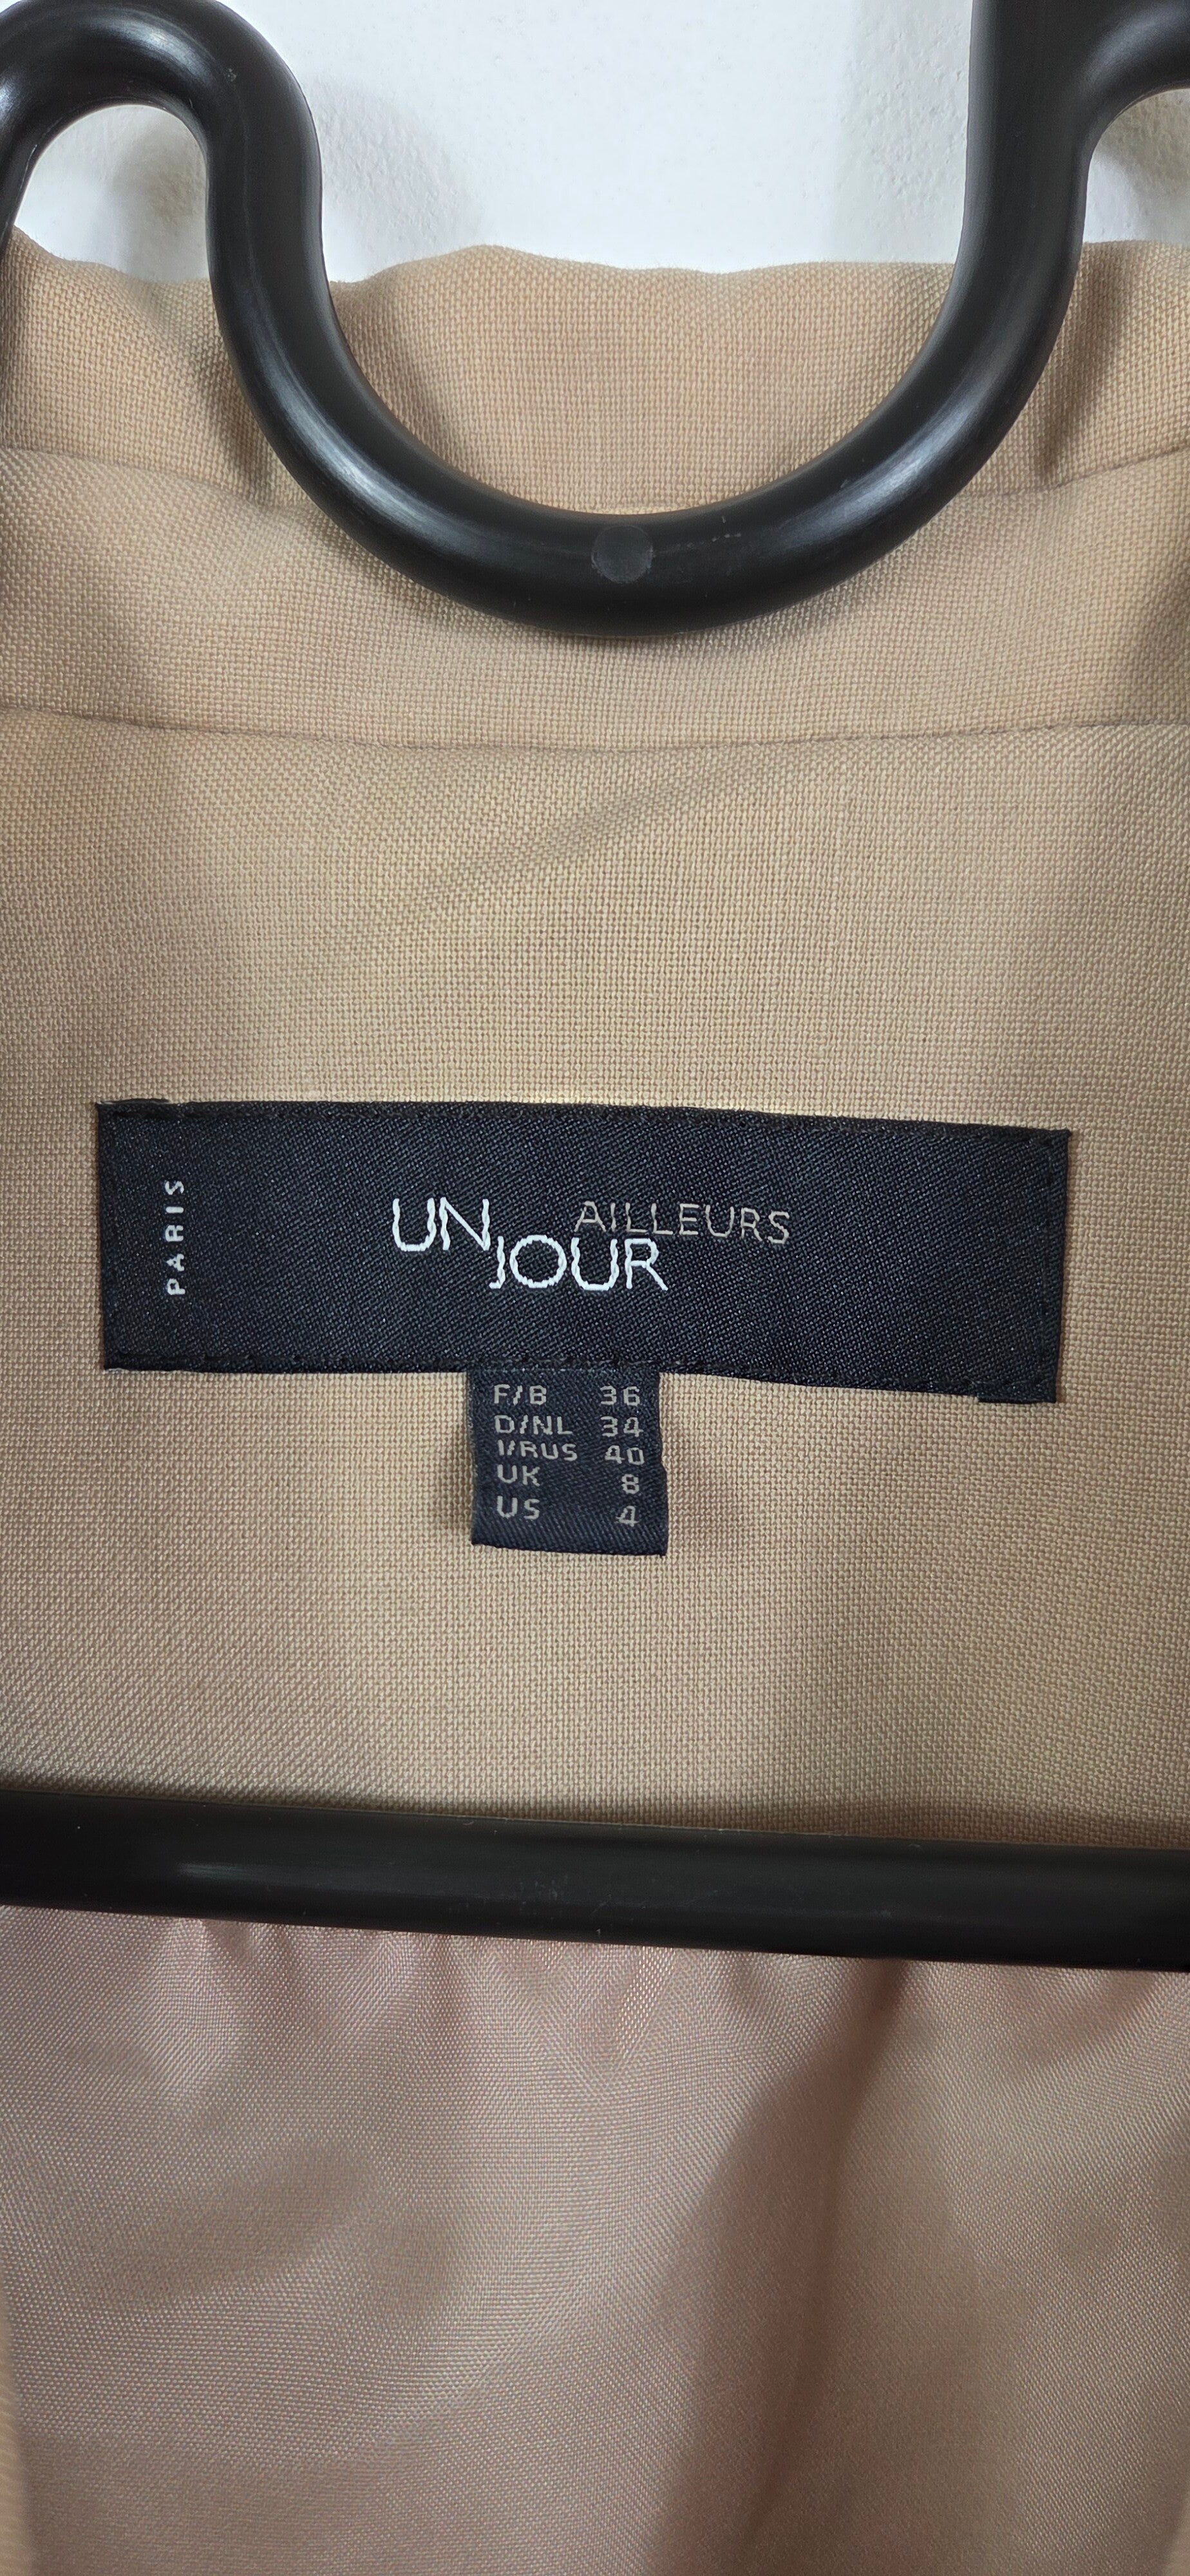 PARIS
UN JOUR AILLEURS
F/B 36
D/NL 34
I/RUS 40
UK 8
US 4